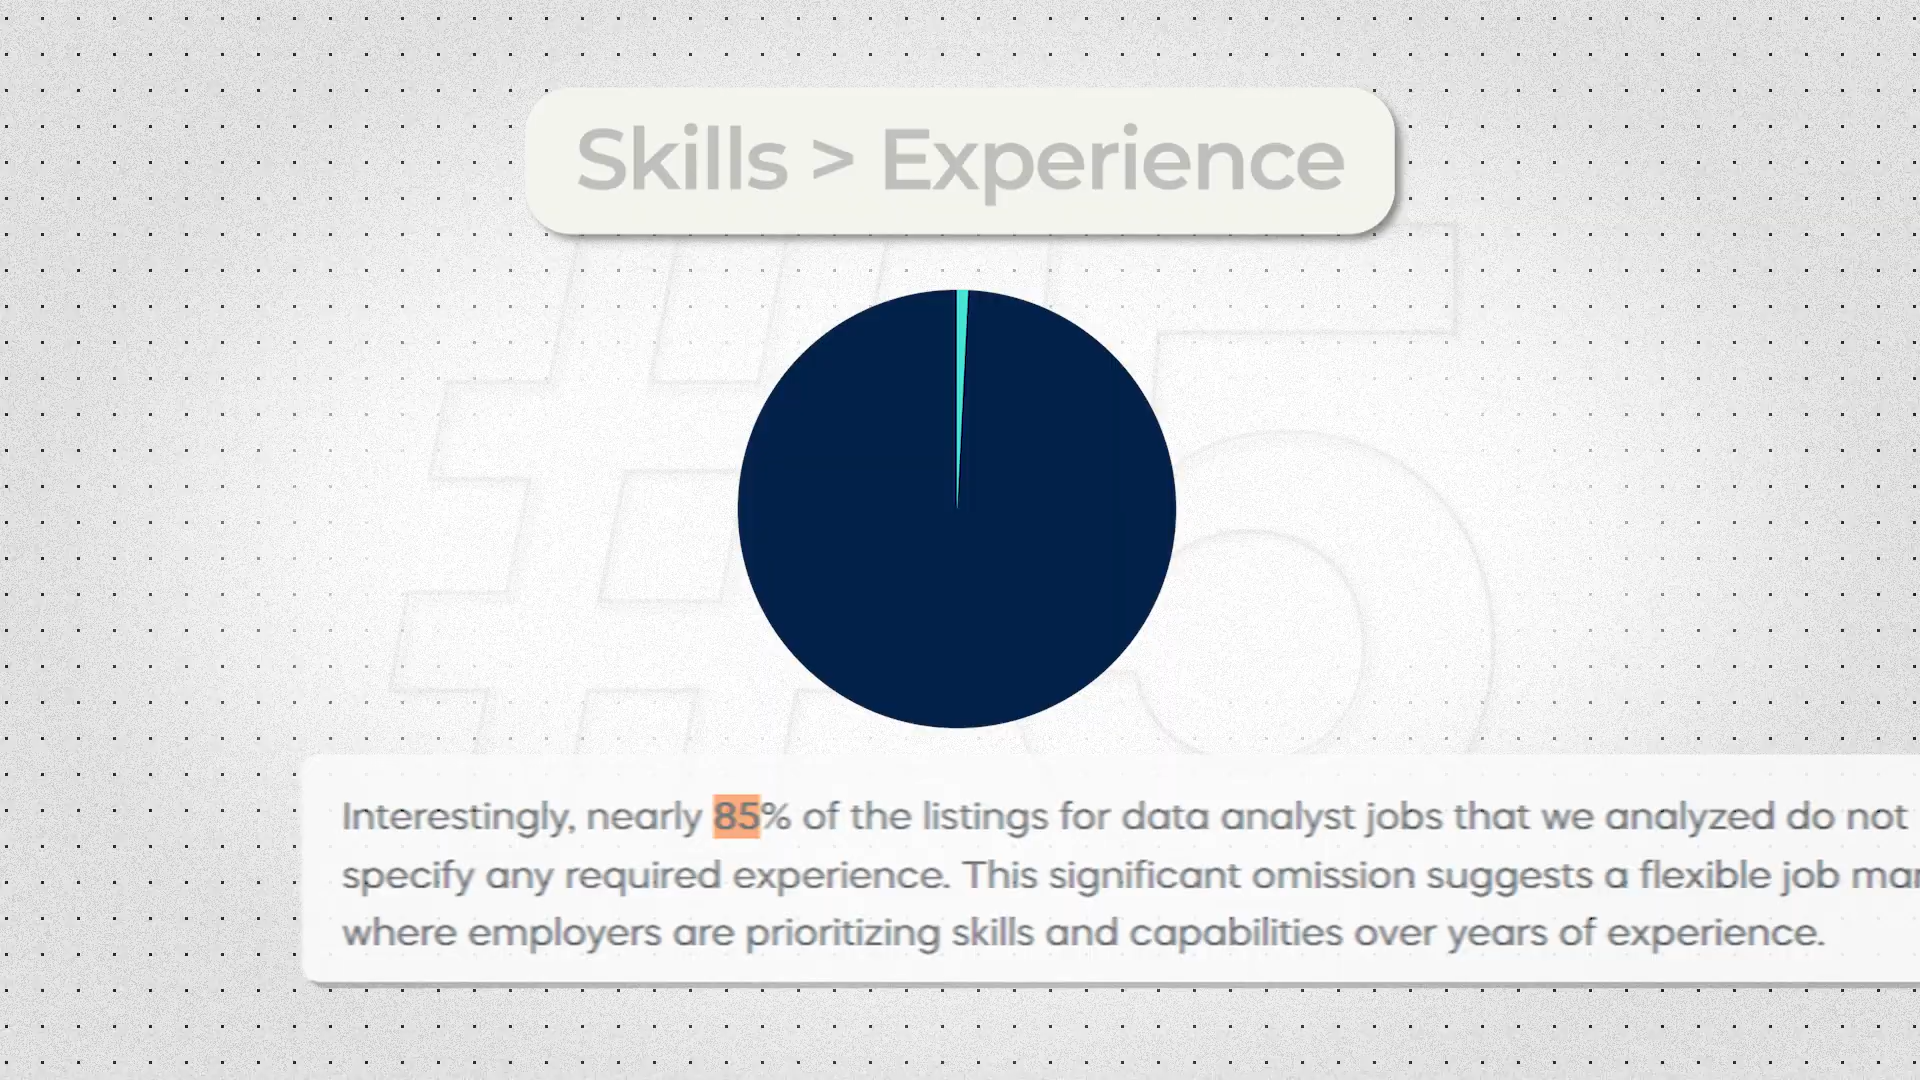 Skills > Experience
#5
Interestingly, nearly 85% of the listings for data analyst jobs that we analyzed do not
specify any required experience. This significant omission suggests a flexible job
where employers are prioritizing skills and capabilities over years of experience.